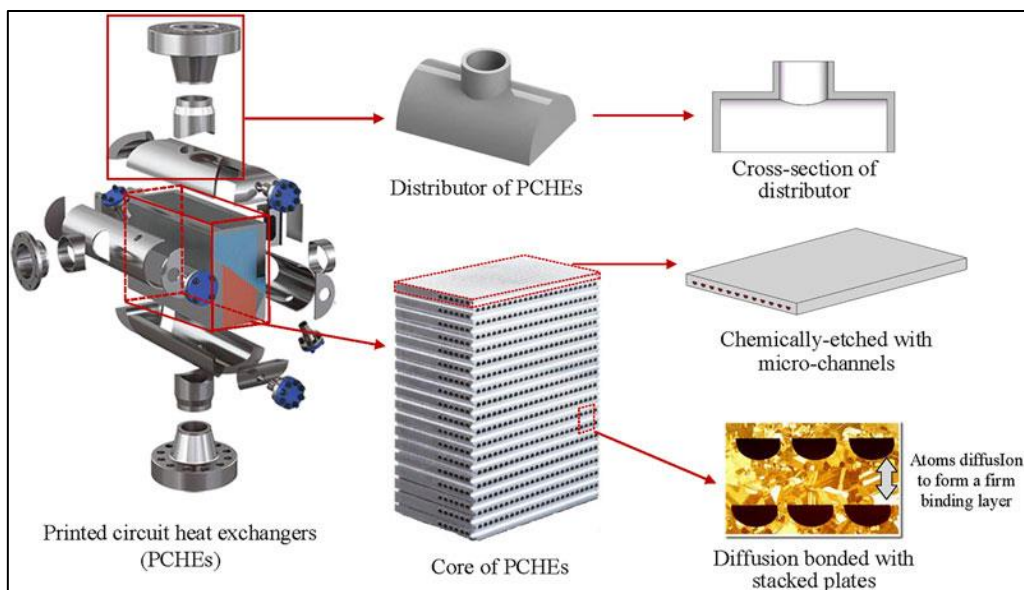 Distributor of PCHEs
Cross-section of
distributor
Chemically-etched with
micro-channels
Atoms diffusIon
to form a firm
binding layer
Printed circuit heat exchangers
(PCHEs)
Core of PCHEs
Diffusion bonded with
stacked plates